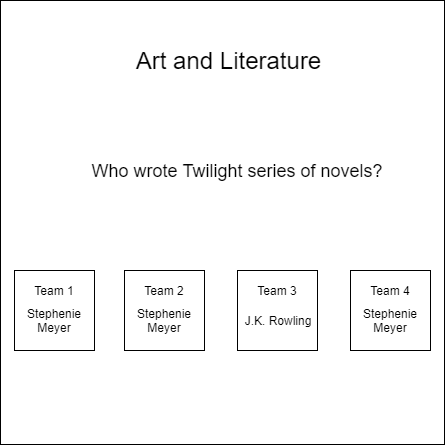 Art and Literature
Who wrote Twilight series of novels?
Team 1
Stephenie
Meyer
Team 2
Stephenie
Meyer
Team 3
J.K. Rowling
Team 4
Stephenie
Meyer